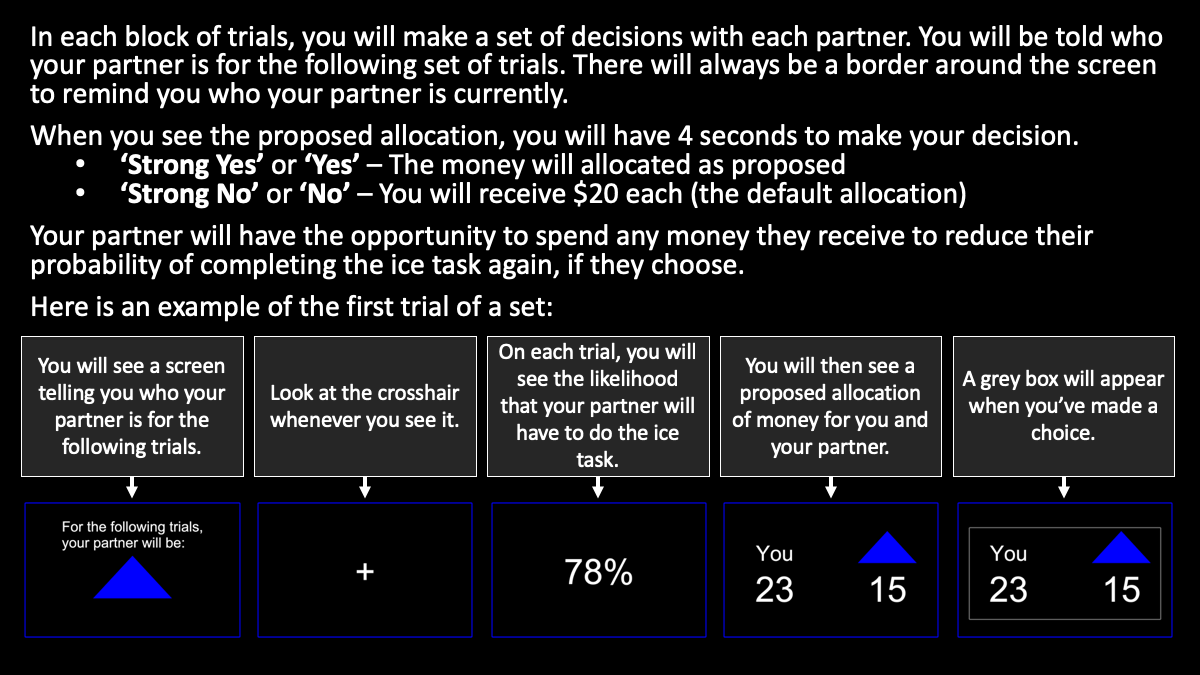 In each block of trials, you will make a set of decisions with each partner. You will be told who
your partner is for the following set of trials. There will always be a border around the screen
to remind you who your partner is currently.
When you see the proposed allocation, you will have 4 seconds to make your decision.
• ‘Strong Yes’ or ‘Yes’ – The money will allocated as proposed
• ‘Strong No’ or ‘No’ – You will receive $20 each (the default allocation)
Your partner will have the opportunity to spend any money they receive to reduce their
probability of completing the ice task again, if they choose.
Here is an example of the first trial of a set:
You will see a screen
telling you who your
partner is for the
following trials.
Look at the crosshair
whenever you see it.
On each trial, you will
see the likelihood
that your partner will
have to do the ice
task.
You will then see a
proposed allocation
of money for you and
your partner.
A grey box will appear
when you’ve made a
choice.
For the following trials,
your partner will be:
+
78%
You
23 15
You
23 15